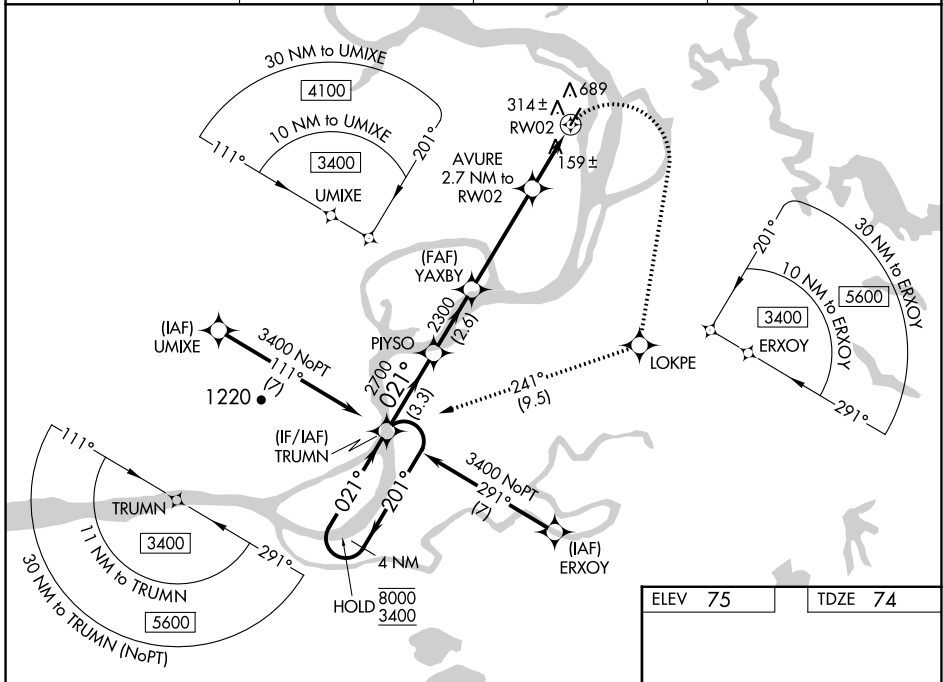 30 NM to UMIXE
4100
10 NM to UMIXE
3400
111°
201°
UMIXE
689
314±
RW02
159±
AVURE
2.7 NM to
RW02
(FAF)
YAXBY
2300
(2.6)
PIYSO
2700
021°
(3.3)
(IAF)
UMIXE
3400 NoPT
111°
(7)
1220
(IF/IAF)
TRUMN
LOKPE
241°
(9.5)
201°
30 NM to ERXOY
10 NM to ERXOY
5600
3400
ERXOY
291°
3400 NoPT
291°
(7)
(IAF)
ERXOY
021°
201°
4 NM
HOLD
8000
3400
111°
TRUMN
3400
291°
11 NM to TRUMN
5600
30 NM to TRUMN (NoPT)
ELEV 75
TDZE 74